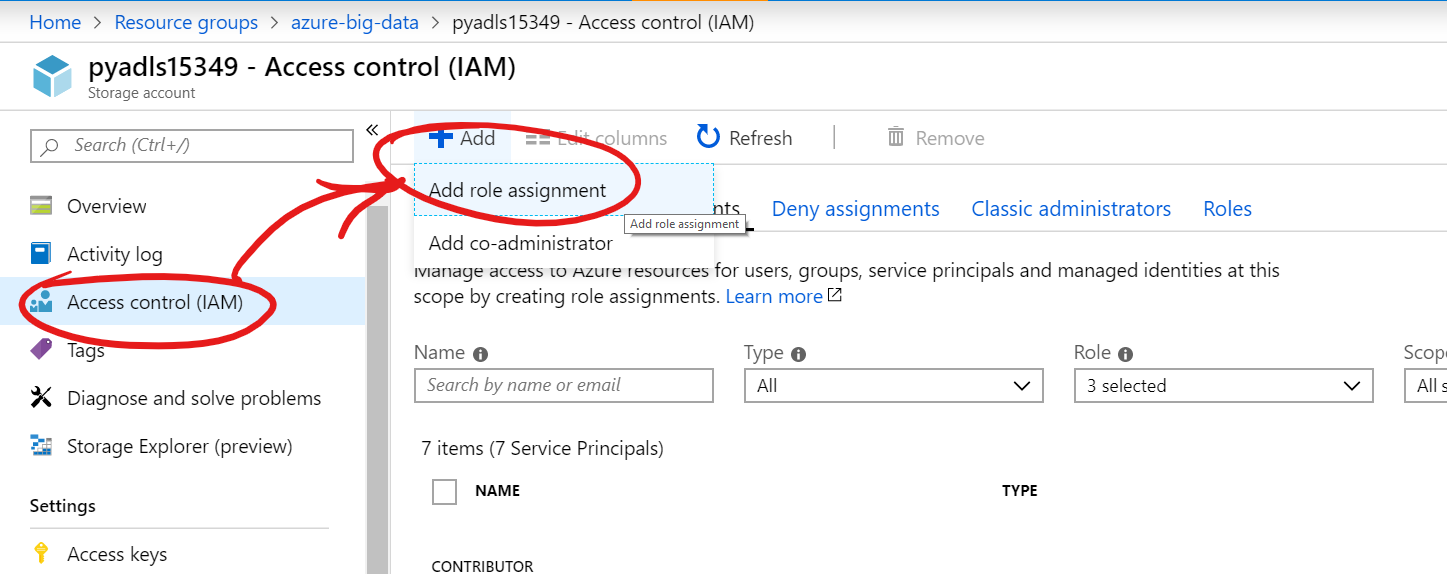 Home > Resource groups > azure-big-data > pyadls15349 - Access control (IAM)
pyadls15349 - Access control (IAM)
Storage account
Search (Ctrl+/)
Overview
Activity log
Access control (IAM)
Tags
Diagnose and solve problems
Storage Explorer (preview)
Settings
Access keys
Add Edit columns Refresh Remove
Add role assignment
Add role assignment
Add co-administrator
nts Deny assignments Classic administrators Roles
Manage access to Azure resources for users, groups, service principals and managed identities at this
scope by creating role assignments. Learn more
Name Type Role Scop
Search by name or email All 3 selected All s
7 items (7 Service Principals)
NAME TYPE
CONTRIBUTOR